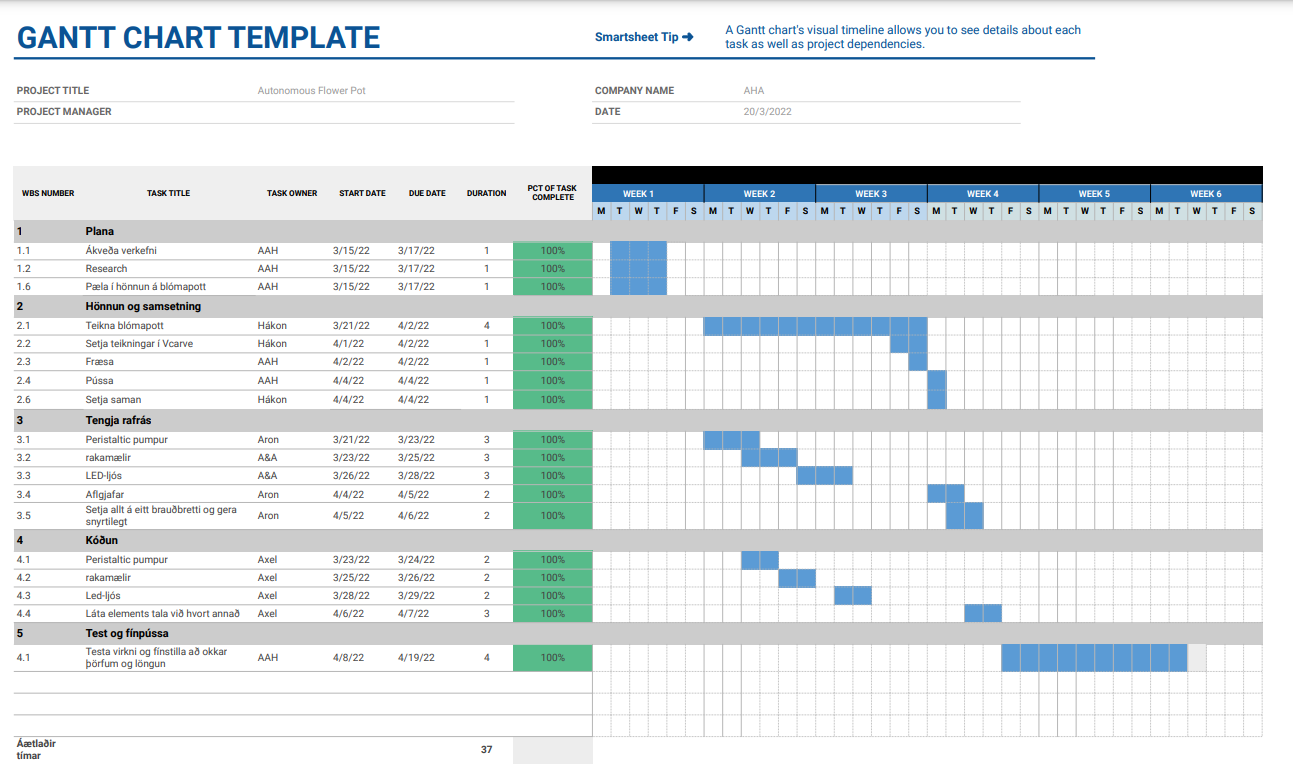 GANTT CHART TEMPLATE
Smartsheet Tip ➜
A Gantt chart's visual timeline allows you to see details about each
task as well as project dependencies.
PROJECT TITLE Autonomous Flower Pot COMPANY NAME AHA
PROJECT MANAGER DATE 20/3/2022
WBS NUMBER TASK TITLE TASK OWNER START DATE DUE DATE DURATION PCT OF TASK COMPLETE
WEEK 1 WEEK 2 WEEK 3 WEEK 4 WEEK 5 WEEK 6
M T W T F S M T W T F S M T W T F S M T W T F S M T W T F S M T W T F S
1 Plana
1.1 Ákveða verkefni AAH 3/15/22 3/17/22 1 100%
1.2 Research AAH 3/15/22 3/17/22 1 100%
1.6 Pæla í hönnun á blómapott AAH 3/15/22 3/17/22 1 100%
2 Hönnun og samsetning
2.1 Teikna blómapott Hákon 3/21/22 4/2/22 4 100%
2.2 Setja teikningar í Vcarve Hákon 4/1/22 4/2/22 1 100%
2.3 Fræsa AAH 4/2/22 4/2/22 1 100%
2.4 Pússa AAH 4/4/22 4/4/22 1 100%
2.6 Setja saman Hákon 4/4/22 4/4/22 1 100%
3 Tengja rafrás
3.1 Peristaltic pumpur Aron 3/21/22 3/23/22 3 100%
3.2 rakamælir A&A 3/23/22 3/25/22 3 100%
3.3 LED-ljós A&A 3/26/22 3/28/22 3 100%
3.4 Aflgjafar Aron 4/4/22 4/5/22 2 100%
3.5 Setja allt á eitt brauðbretti og gera
snyrtilegt Aron 4/5/22 4/6/22 2 100%
4 Kóðun
4.1 Peristaltic pumpur Axel 3/23/22 3/24/22 2 100%
4.2 rakamælir Axel 3/25/22 3/26/22 2 100%
4.3 Led-ljós Axel 3/28/22 3/29/22 2 100%
4.4 Láta elements tala við hvort annað Axel 4/6/22 4/7/22 3 100%
5 Test og fínpússa
4.1 Testa virkni og fínstilla að okkar
þörfum og löngun AAH 4/8/22 4/19/22 4 100%
Áætlaðir
tímar 37